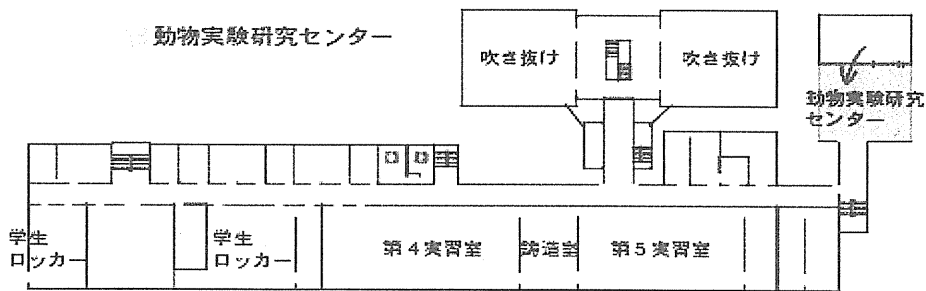 動物実験研究センター
吹き抜け
吹き抜け
動物実験研究
センター
学生
ロッカー
学生
ロッカー
第4実習室
鋳造室
第5実習室